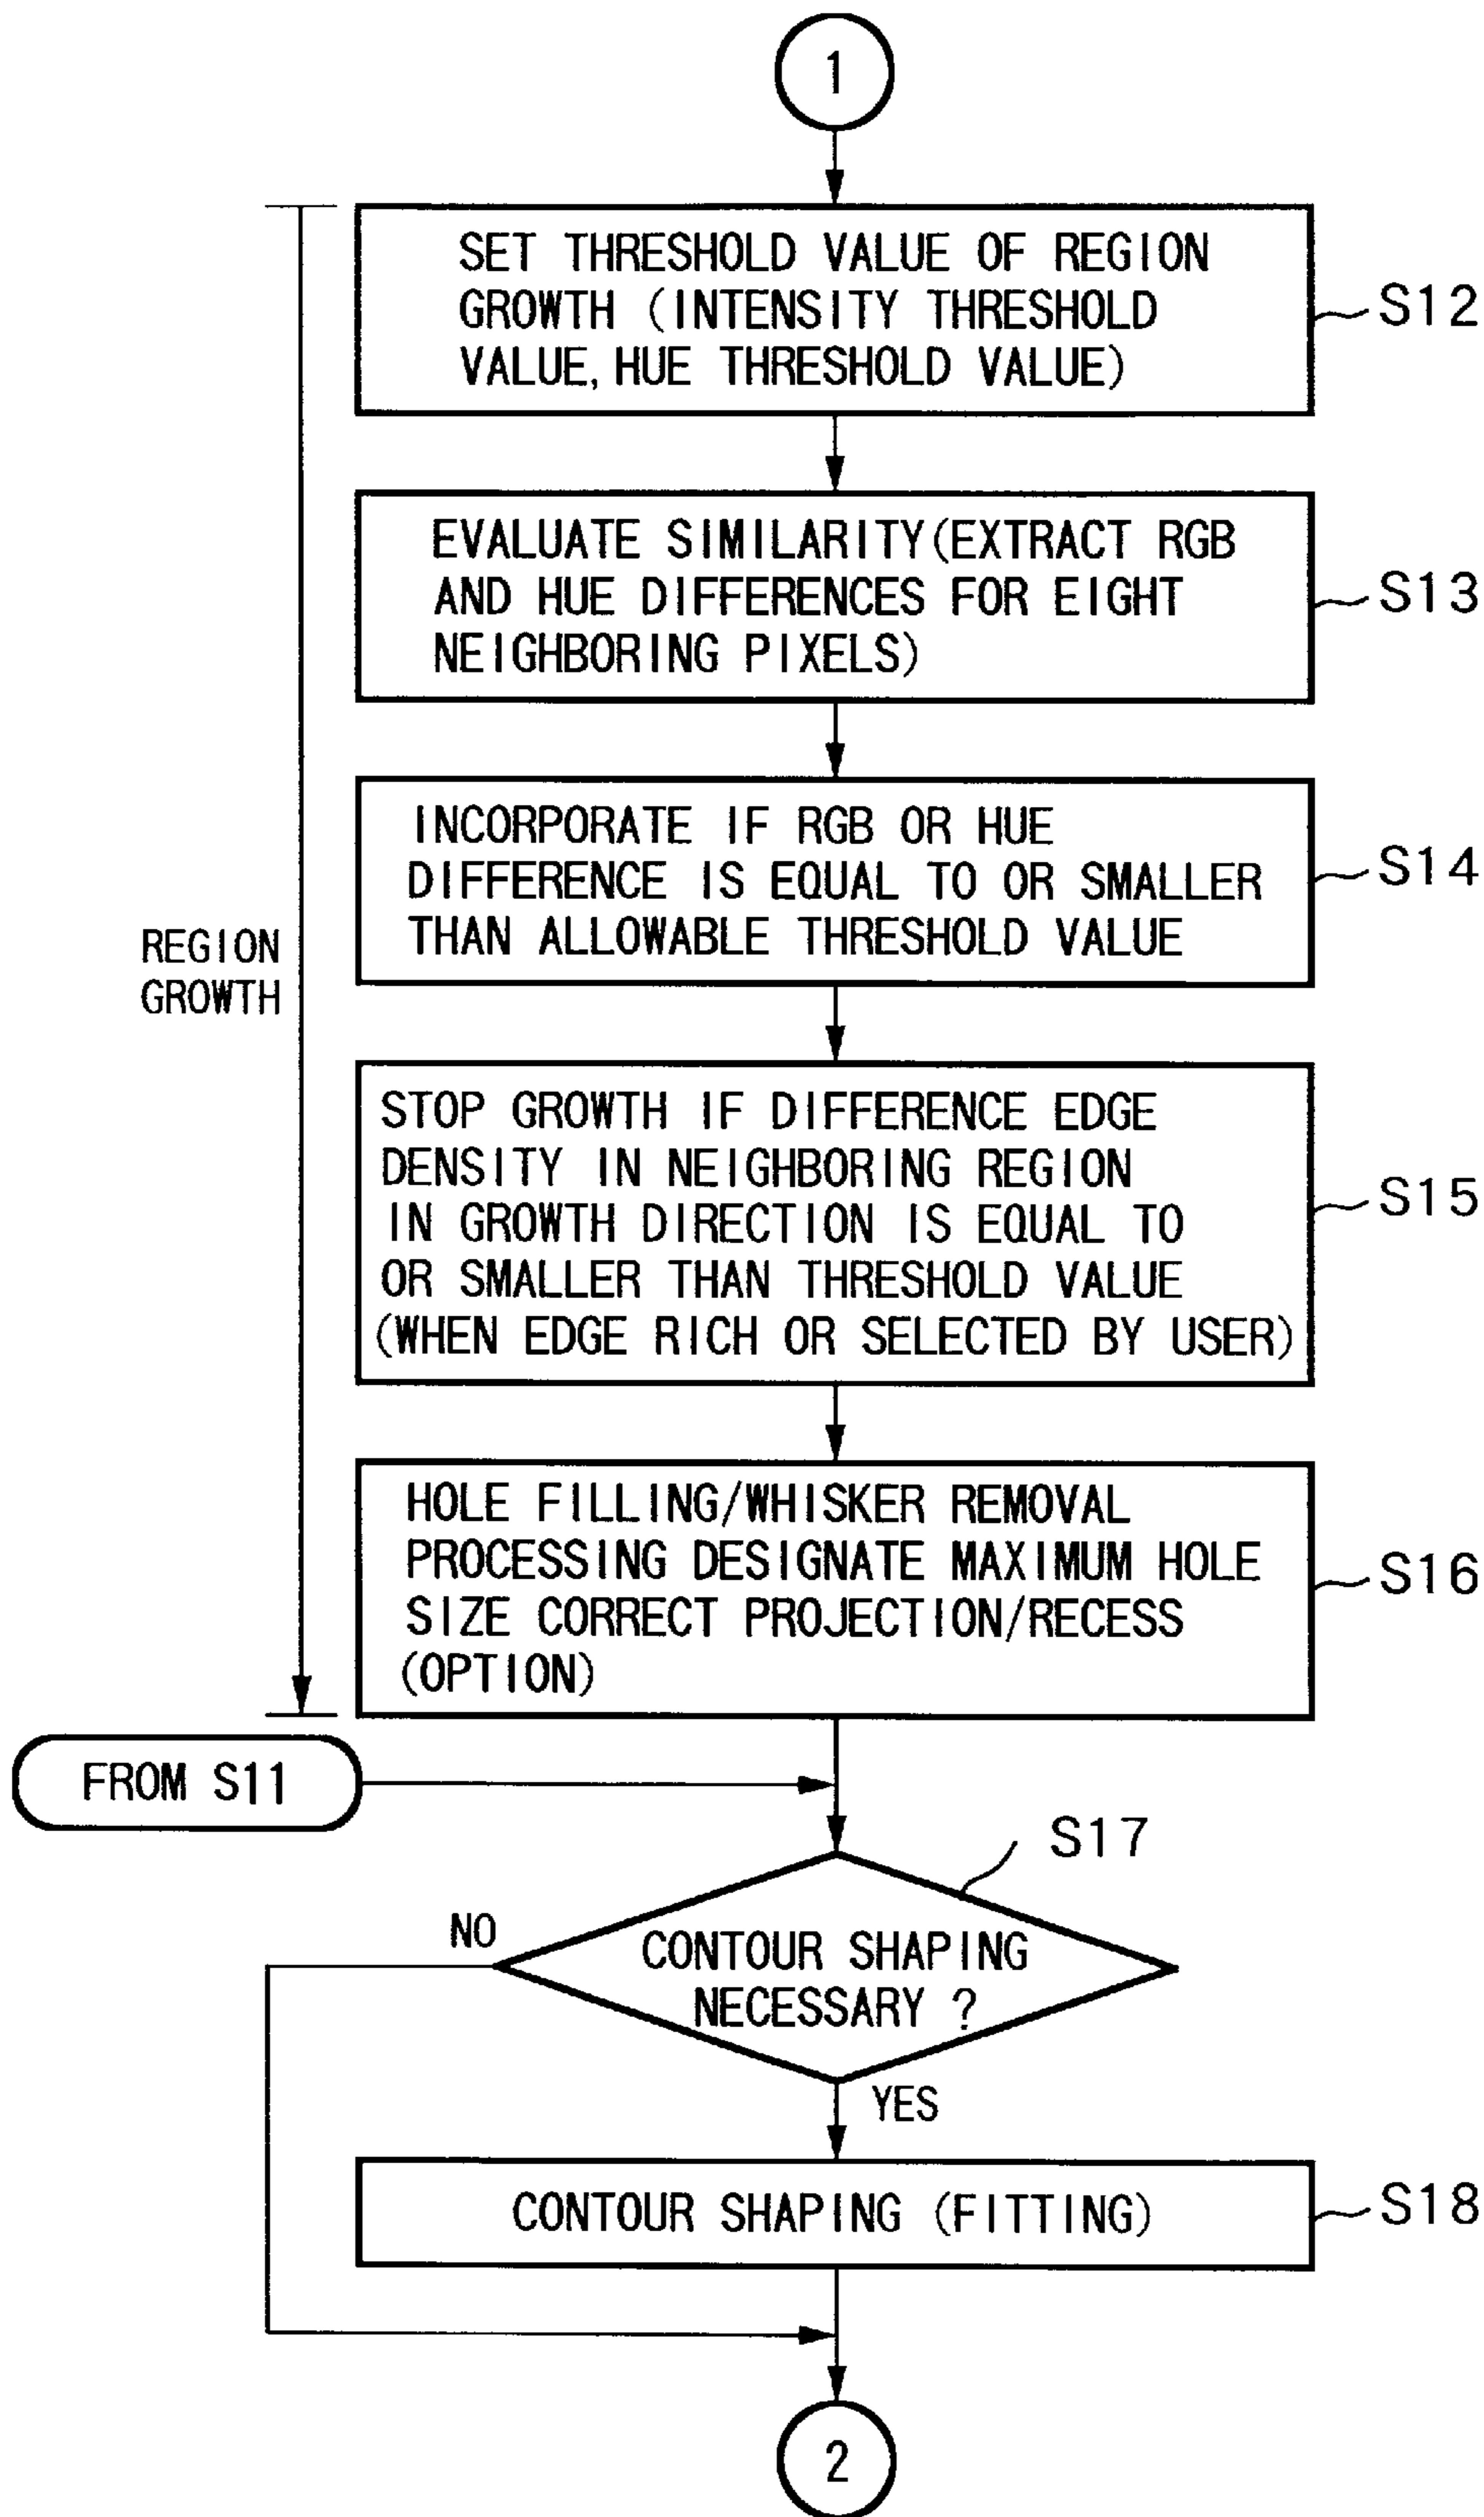 1
SET THRESHOLD VALUE OF REGION
GROWTH (INTENSITY THRESHOLD
VALUE, HUE THRESHOLD VALUE)
S12
EVALUATE SIMILARITY(EXTRACT RGB
AND HUE DIFFERENCES FOR EIGHT
NEIGHBORING PIXELS)
S13
INCORPORATE IF RGB OR HUE
DIFFERENCE IS EQUAL TO OR SMALLER
THAN ALLOWABLE THRESHOLD VALUE
S14
REGION
GROWTH
STOP GROWTH IF DIFFERENCE EDGE
DENSITY IN NEIGHBORING REGION
IN GROWTH DIRECTION IS EQUAL TO
OR SMALLER THAN THRESHOLD VALUE
(WHEN EDGE RICH OR SELECTED BY USER)
S15
HOLE FILLING/WHISKER REMOVAL
PROCESSING DESIGNATE MAXIMUM HOLE
SIZE CORRECT PROJECTION/RECESS
(OPTION)
S16
FROM S11
S17
NO
CONTOUR SHAPING
NECESSARY ?
YES
CONTOUR SHAPING (FITTING)
S18
2